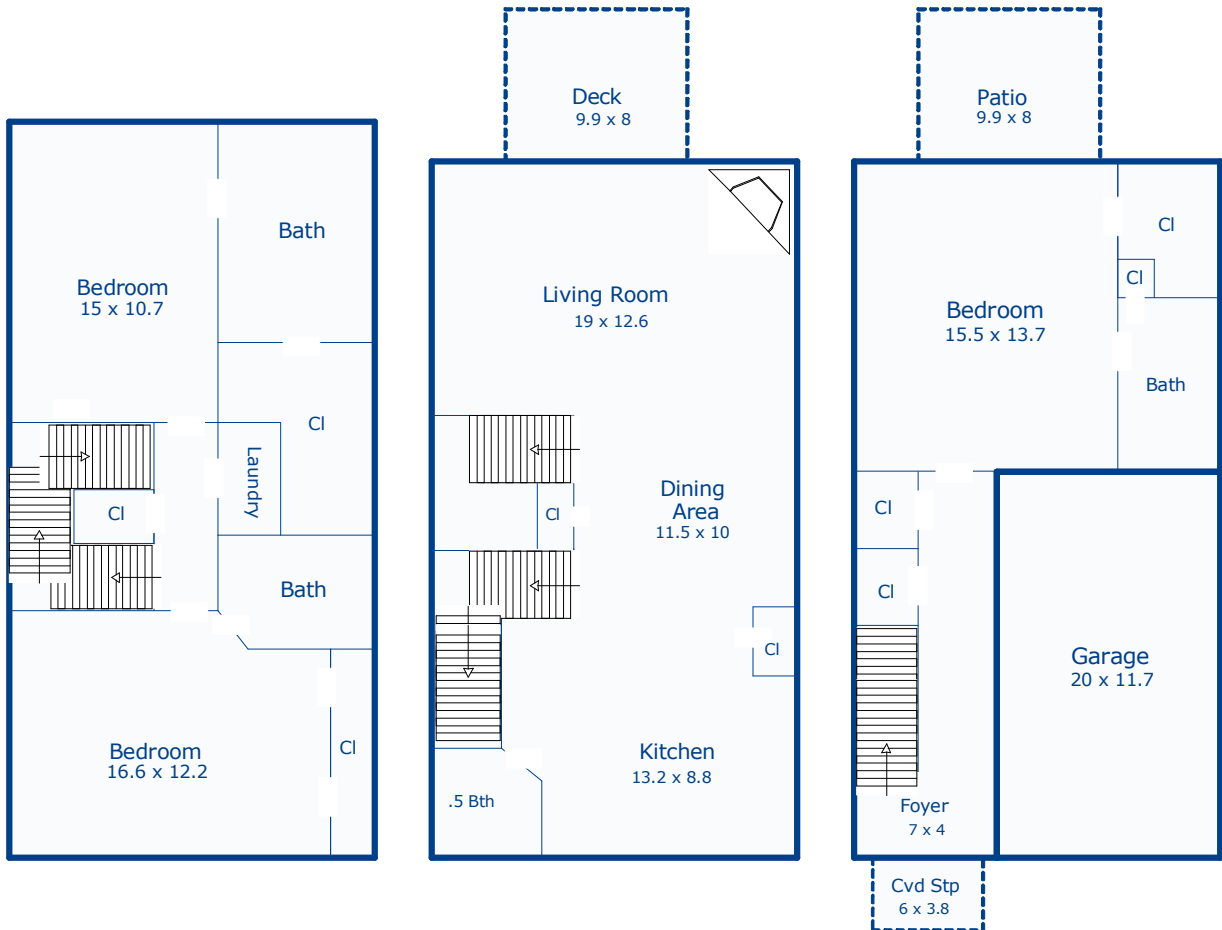 Bath
Bedroom
15 x 10.7
Cl
Laundry
Cl
Bath
Bedroom
16.6 x 12.2
Cl
Deck
9.9 x 8
Living Room
19 x 12.6
Dining
Area
11.5 x 10
Cl
Cl
Kitchen
13.2 x 8.8
.5 Bth
Patio
9.9 x 8
Cl
Cl
Bedroom
15.5 x 13.7
Bath
Cl
Cl
Garage
20 x 11.7
Foyer
7 x 4
Cvd Stp
6 x 3.8